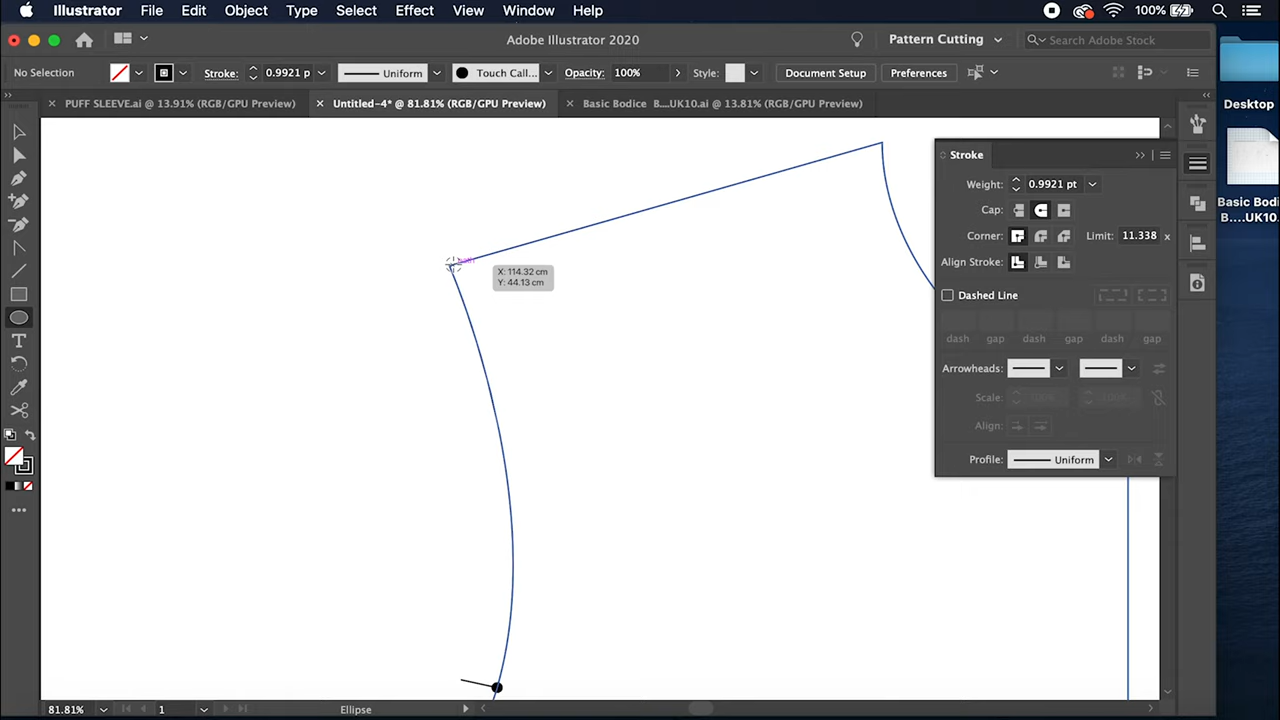 Illustrator File Edit Object Type Select Effect View Window Help 100%
Adobe Illustrator 2020 Pattern Cutting Search Adobe Stock
No Selection Stroke: 0.9921 p Uniform Touch Call... Opacity: 100% Style: Document Setup Preferences
PUFF SLEEVE.ai @ 13.91% (RGB/GPU Preview) Untitled-4* @ 81.81% (RGB/GPU Preview) Basic Bodice B....UK10.ai @ 13.81% (RGB/GPU Preview)
Desktop
Stroke
Weight: 0.9921 pt
Cap:
Basic Bodi
B....UK10.
Corner: Limit: 11.338 x
Align Stroke:
X: 114.32 cm
Y: 44.13 cm
Dashed Line
dash gap dash gap dash gap
Arrowheads:
Scale: 100% 100%
Align:
Profile: Uniform
81.81% 1 Ellipse